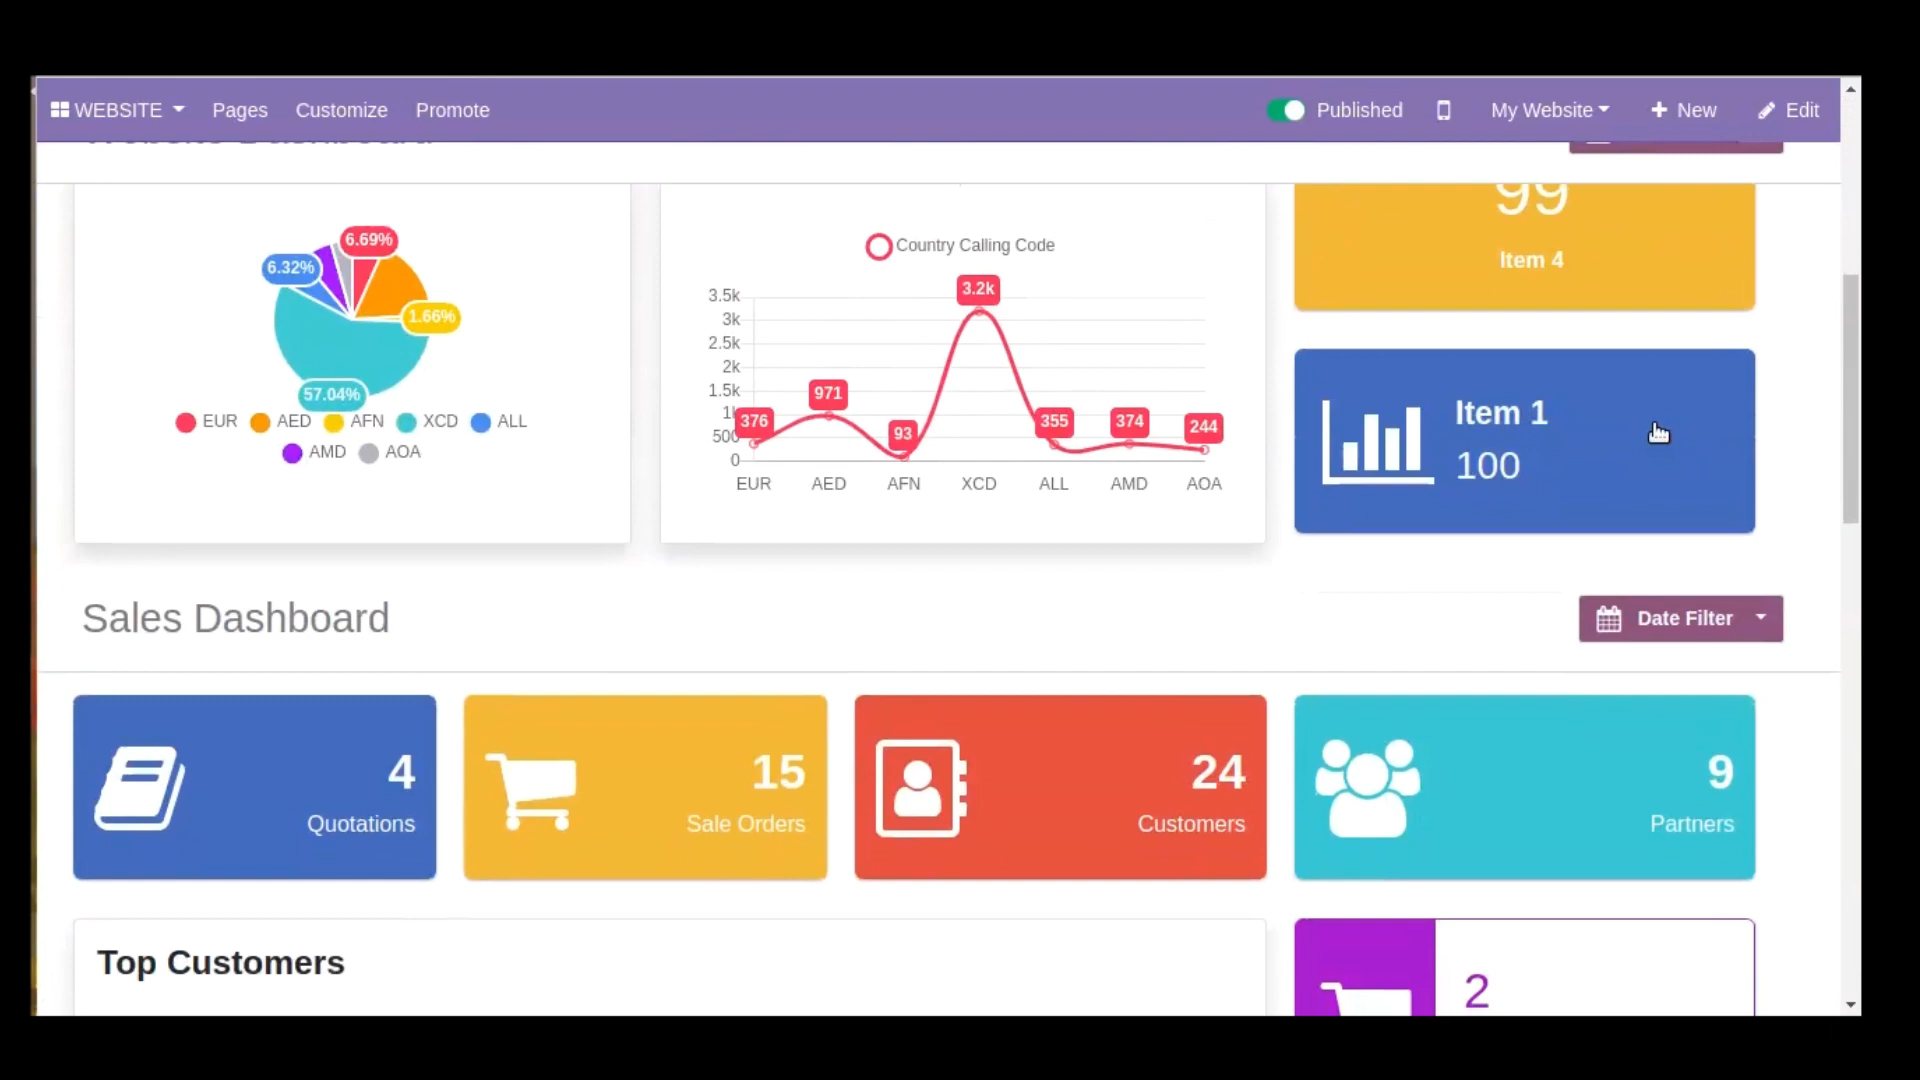 WEBSITE Pages Customize Promote Published My Website New Edit
99
Item 4
6.69%
6.32%
1.66%
57.04%
EUR AED AFN XCD ALL
AMD AOA
Country Calling Code
3.5k
3k
2.5k
2k
1.5k
500
0
3.2k
971
376
93
355
374
244
EUR AED AFN XCD ALL AMD AOA
Item 1
100
Sales Dashboard
Date Filter
4
Quotations
15
Sale Orders
24
Customers
9
Partners
Top Customers
2